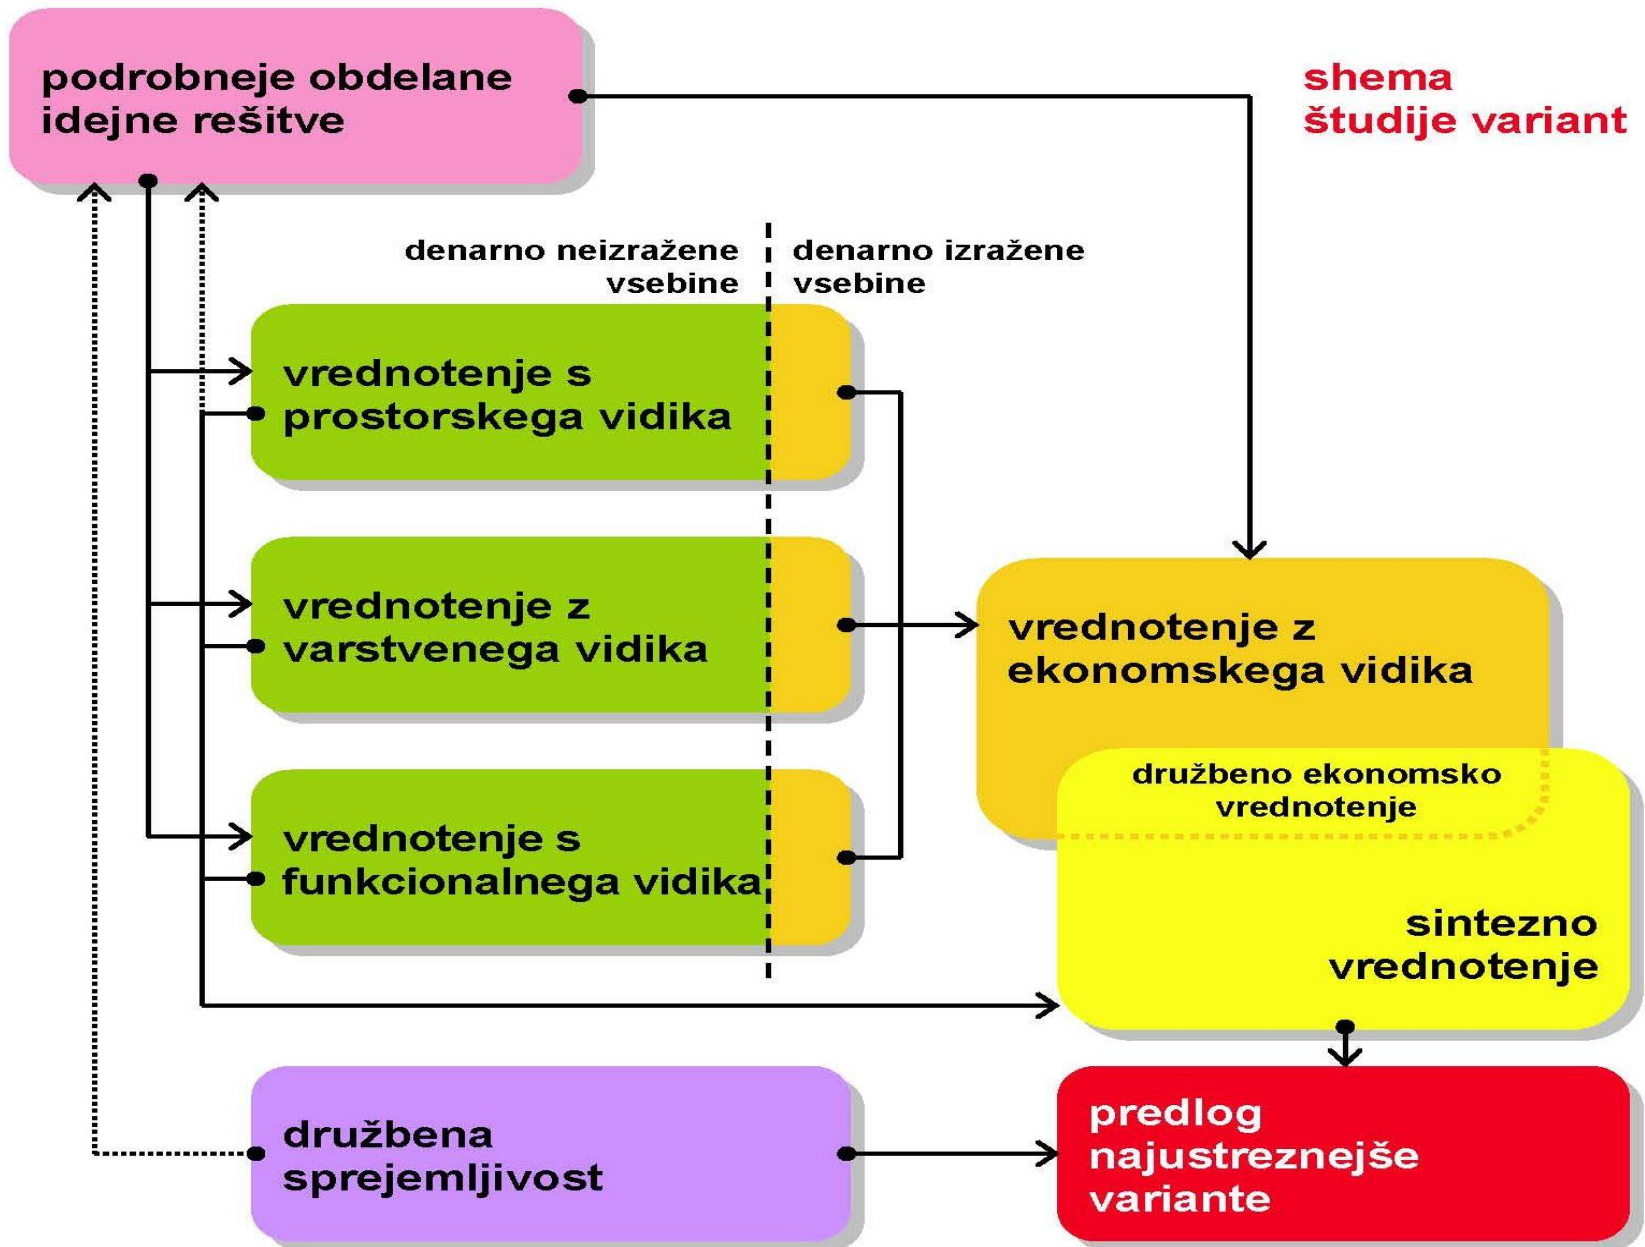 podrobneje obdelane
idejne rešitve
shema
študije variant
denarno neizražene
vsebine
denarno izražene
vsebine
vrednotenje s
prostorskega vidika
vrednotenje z
varstvenega vidika
vrednotenje z
ekonomskega vidika
družbeno ekonomsko
vrednotenje
vrednotenje s
funkcionalnega vidika
sintezno
vrednotenje
družbena
sprejemljivost
predlog
najustreznejše
variante